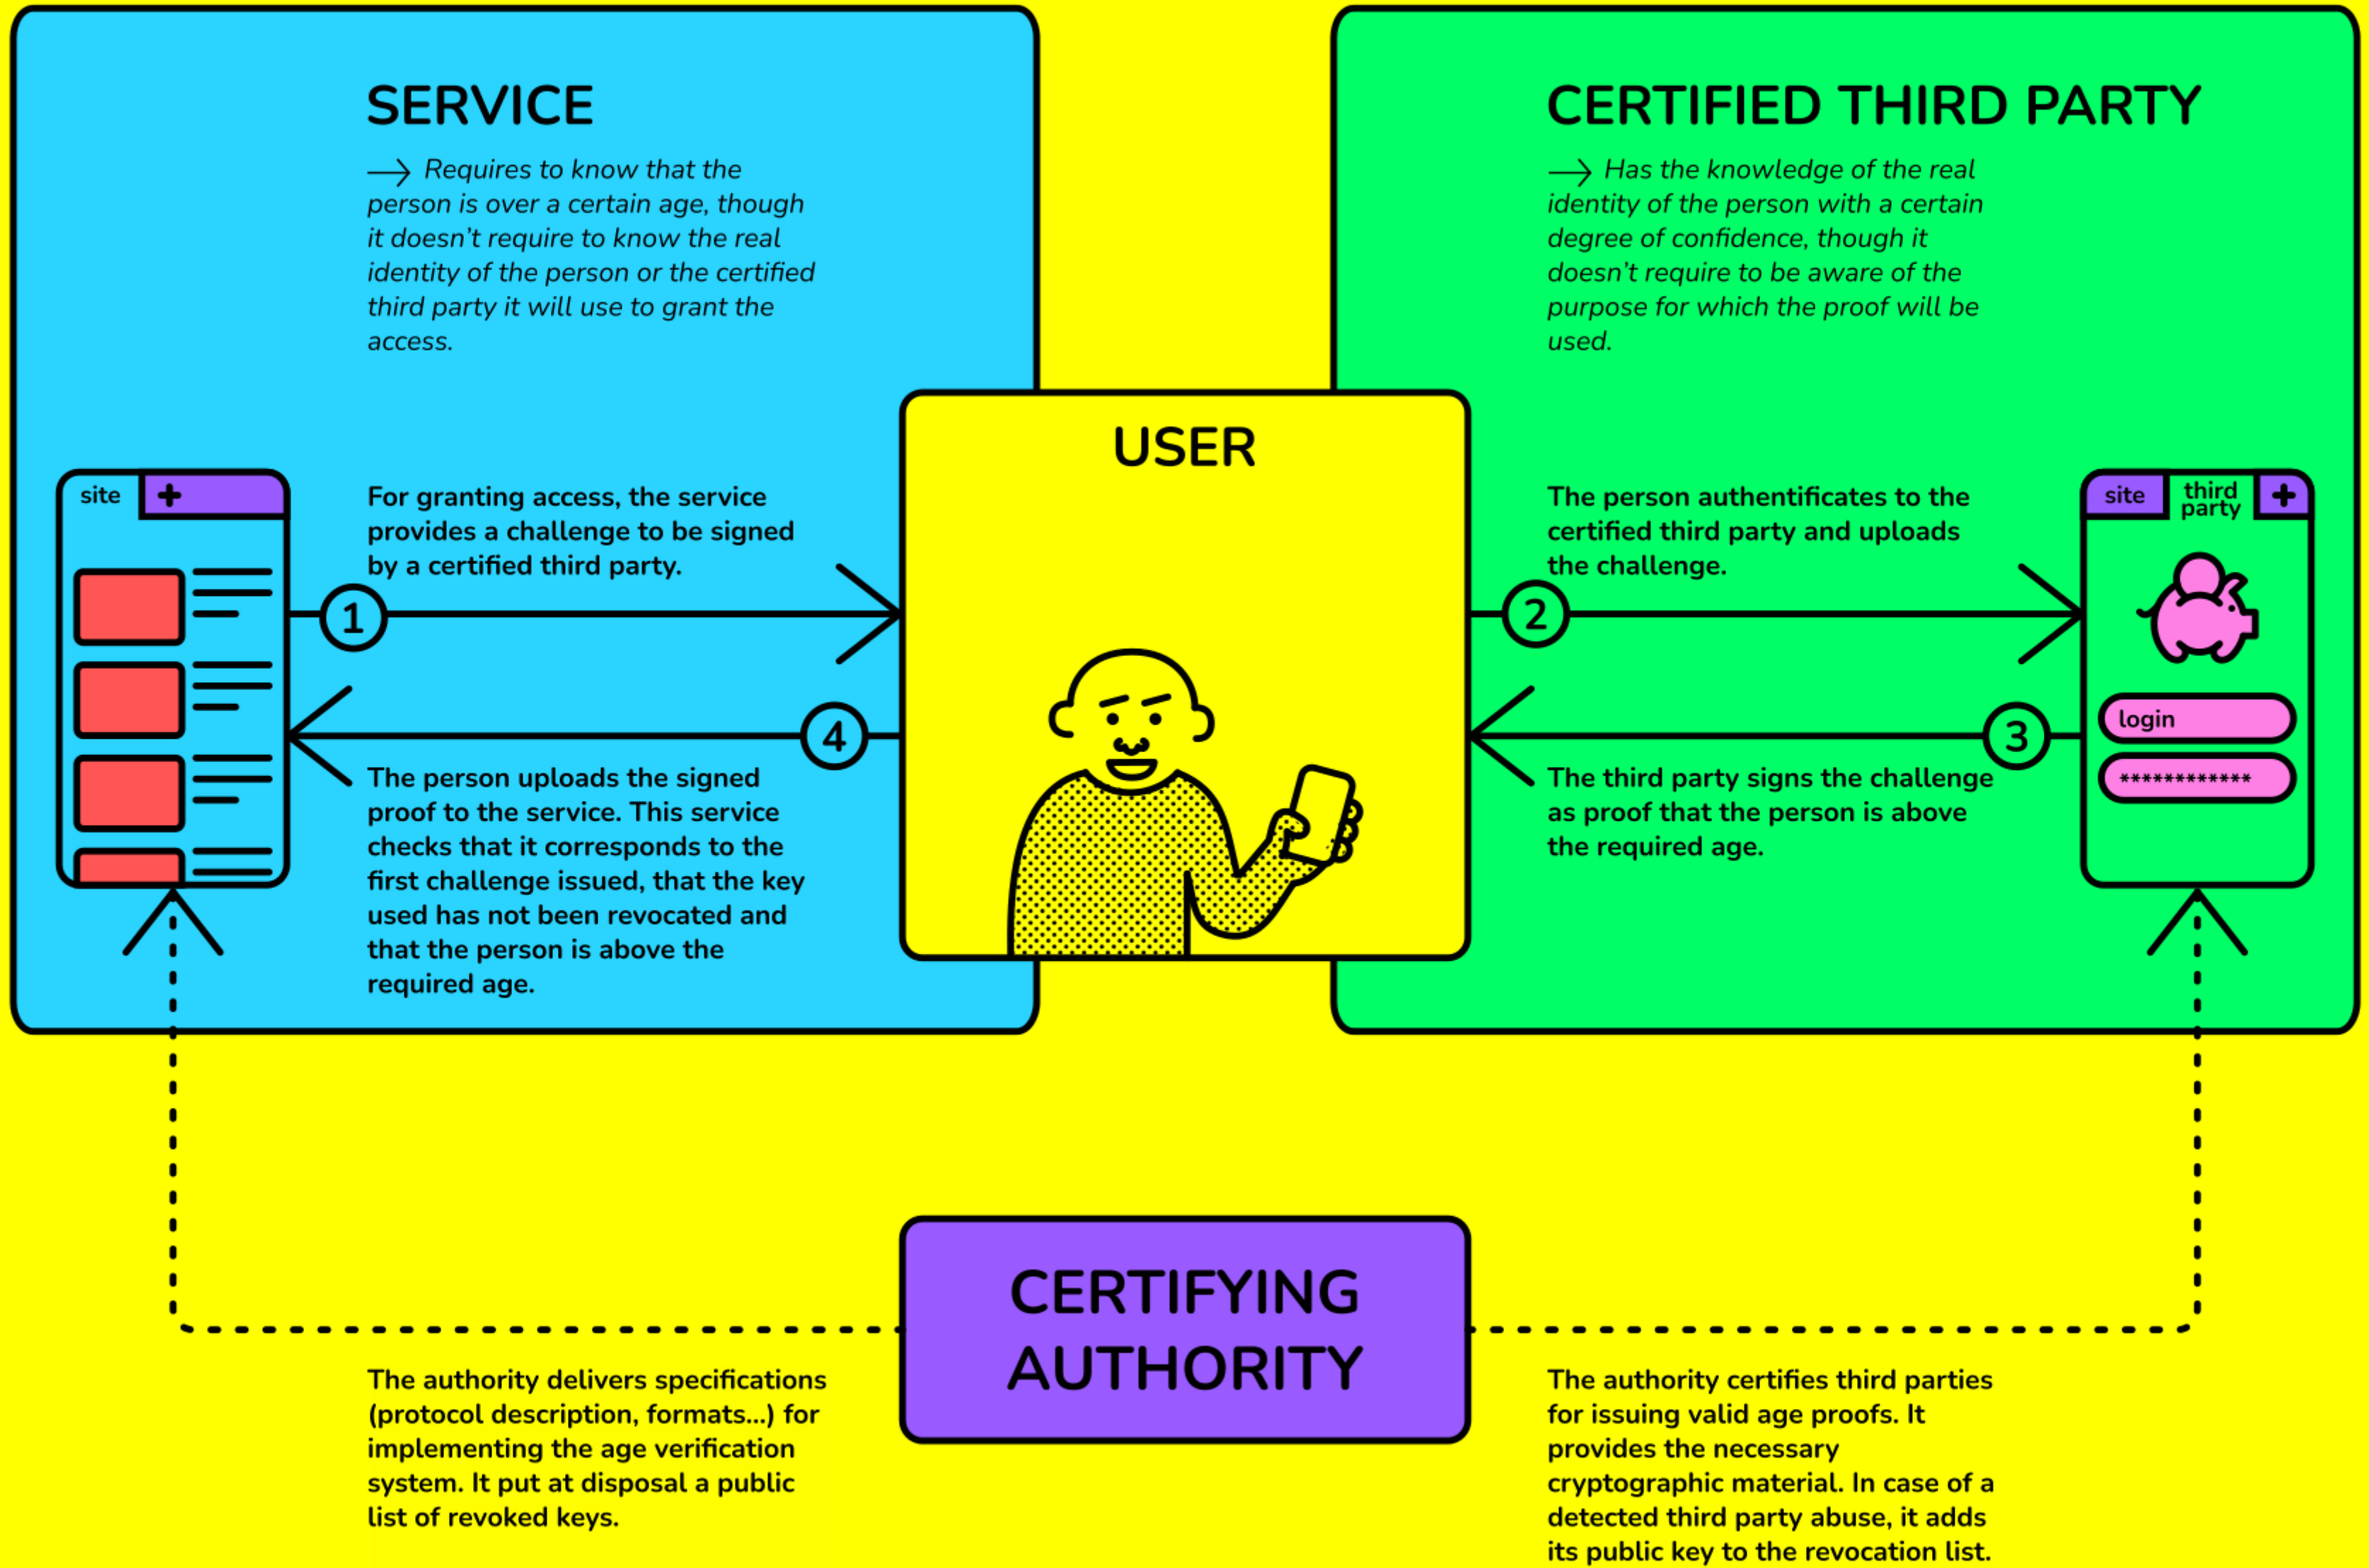 SERVICE
→ Requires to know that the
person is over a certain age, though
it doesn't require to know the real
identity of the person or the certified
third party it will use to grant the
access.
CERTIFIED THIRD PARTY
→ Has the knowledge of the real
identity of the person with a certain
degree of confidence, though it
doesn't require to be aware of the
purpose for which the proof will be
used.
USER
site +
For granting access, the service
provides a challenge to be signed
by a certified third party.
1
4
The person uploads the signed
proof to the service. This service
checks that it corresponds to the
first challenge issued, that the key
used has not been revocated and
that the person is above the
required age.
The person authentificates to the
certified third party and uploads
the challenge.
2
3
The third party signs the challenge
as proof that the person is above
the required age.
site
third
party
+
login
************
CERTIFYING
AUTHORITY
The authority delivers specifications
(protocol description, formats...) for
implementing the age verification
system. It put at disposal a public
list of revoked keys.
The authority certifies third parties
for issuing valid age proofs. It
provides the necessary
cryptographic material. In case of a
detected third party abuse, it adds
its public key to the revocation list.